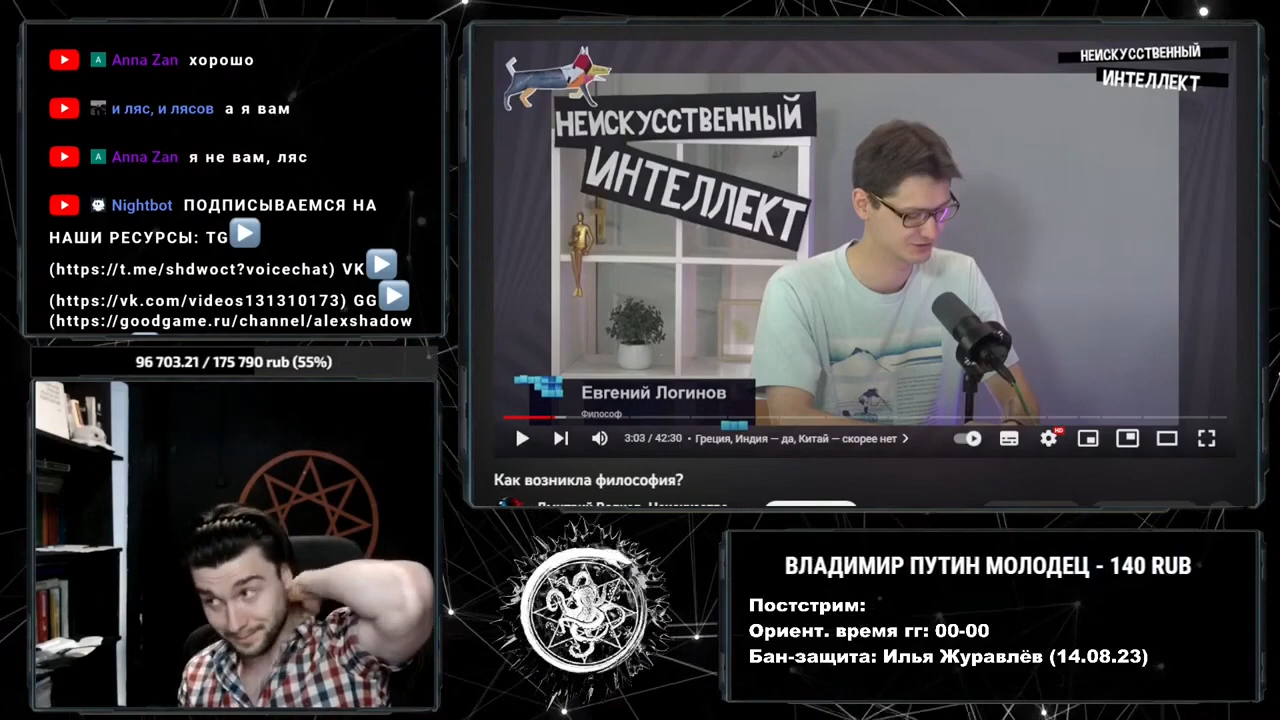 Anna Zan хорошо
и ляс, и лясов а я вам
Anna Zan я не вам, ляс
Nightbot ПОДПИСЫВАЕМСЯ НА
НАШИ РЕСУРСЫ: TG
(https://t.me/shdwoct?voicechat) VK
(https://vk.com/videos131310173) GG
(https://goodgame.ru/channel/alexshadow
96 703.21 / 175 790 rub (55%)
НЕИСКУССТВЕННЫЙ
ИНТЕЛЛЕКТ
НЕИСКУССТВЕННЫЙ
ИНТЕЛЛЕКТ
Евгений Логинов
Философ
3:03 / 42:30 • Греция, Индия — да, Китай — скорее нет
HD
Как возникла философия?
ВЛАДИМИР ПУТИН МОЛОДЕЦ - 140 RUB
Постстрим:
Ориент. время гг: 00-00
Бан-защита: Илья Журавлёв (14.08.23)